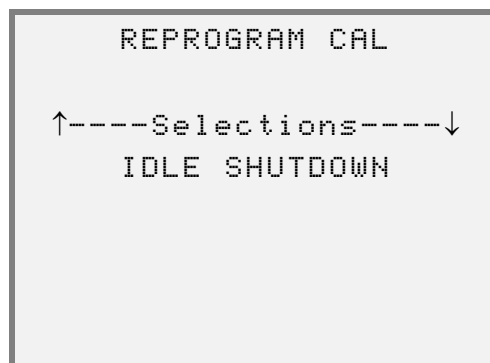 REPROGRAM CAL
↑----Selections----↓
IDLE SHUTDOWN